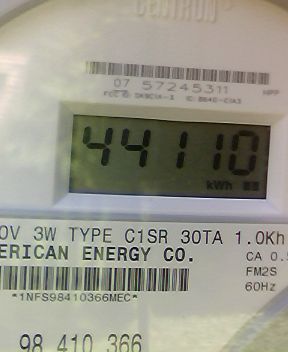 CENTRON
07 57245311
44110
kWh
0V 3W TYPE C1SR 30TA 1.0Kh
ERICAN ENERGY CO.
CA 0.5
FM2S
*1NFS98410366MEC*
60Hz
98 410 366